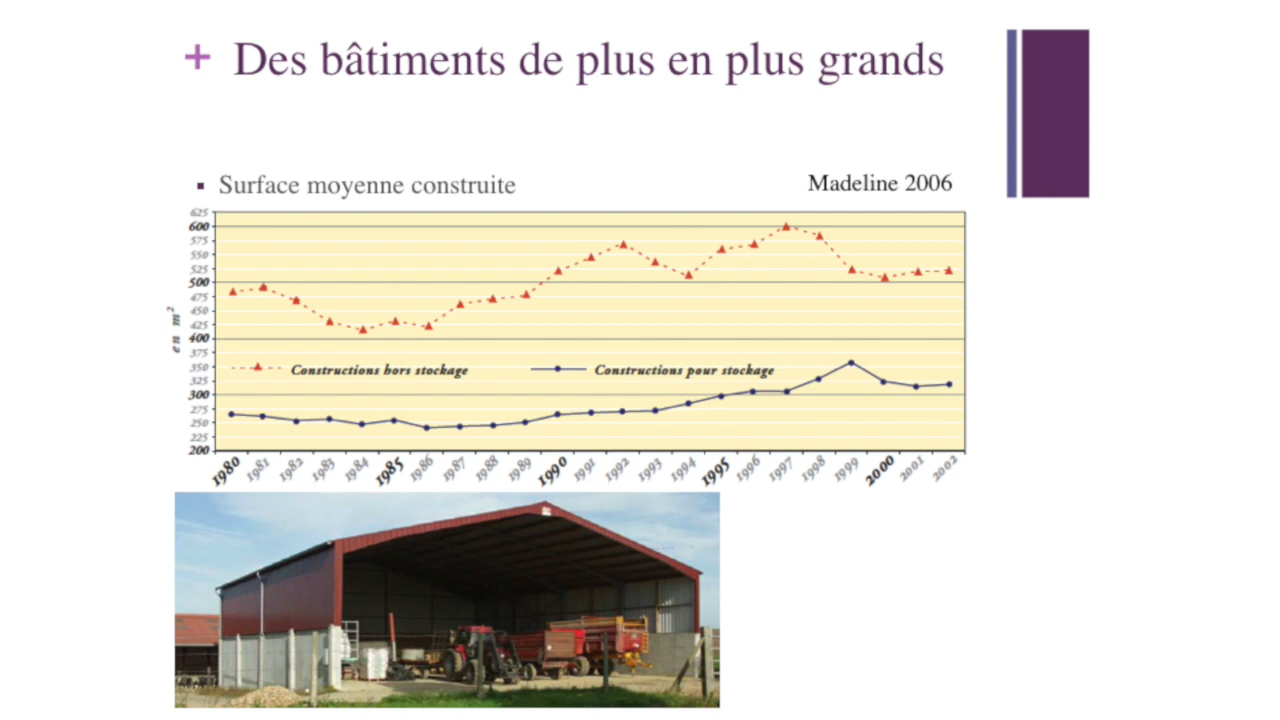 + Des bâtiments de plus en plus grands
▪ Surface moyenne construite
Madeline 2006
en m²
625
600
575
550
525
500
475
450
425
400
375
350
325
300
275
250
225
200
Constructions hors stockage
Constructions pour stockage
1980 1981 1982 1983 1984 1985 1986 1987 1988 1989 1990 1991 1992 1993 1994 1995 1996 1997 1998 1999 2000 2001 2002